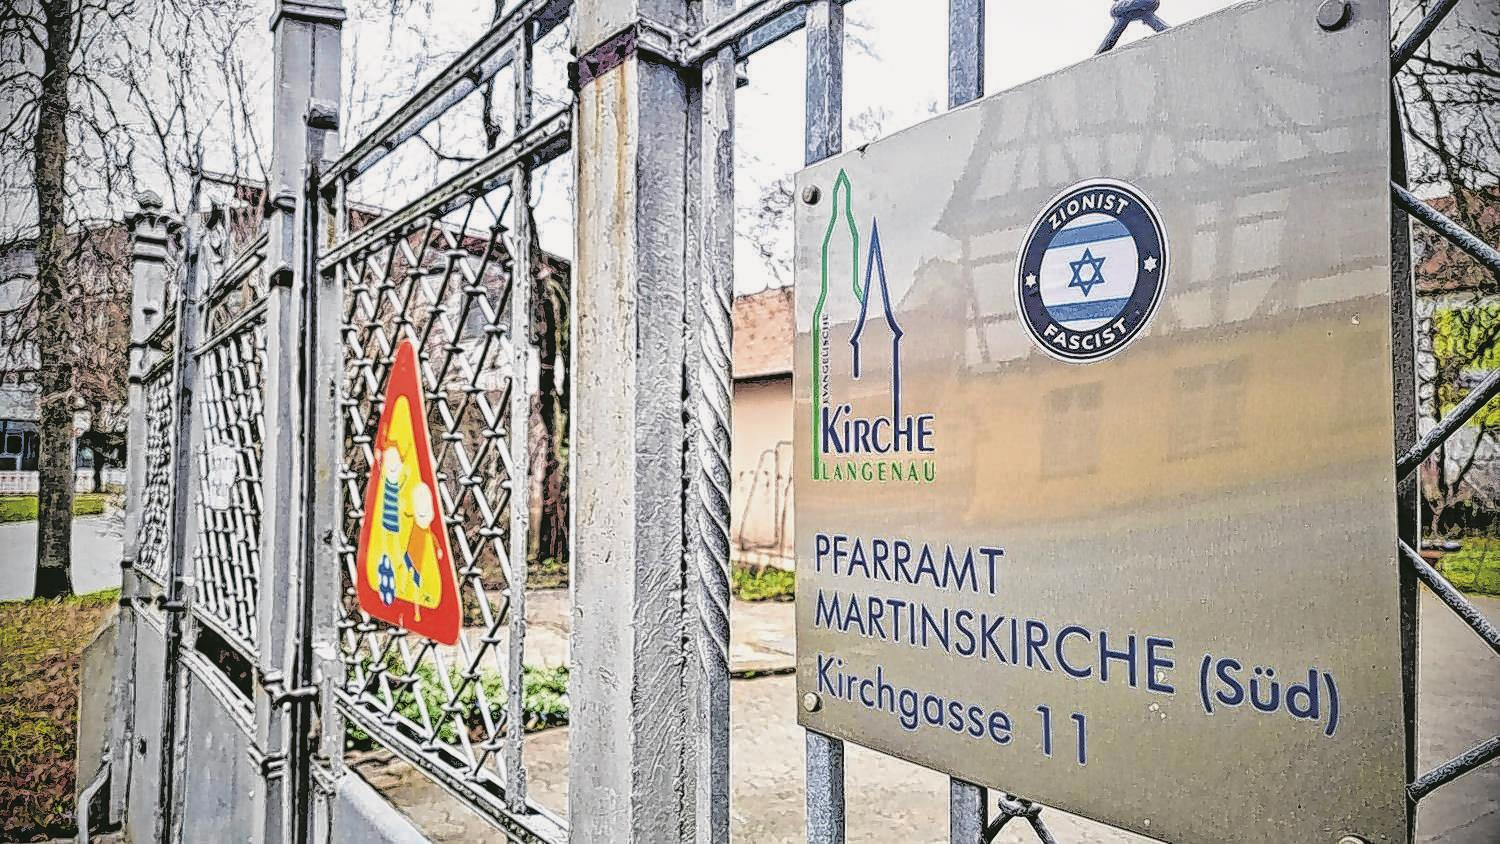 ZIONIST
FASCIST
EVANGELISCHE
KiRCHE
LANGENAU
PFARRAMT
MARTINSKIRCHE (Süd)
Kirchgasse 11